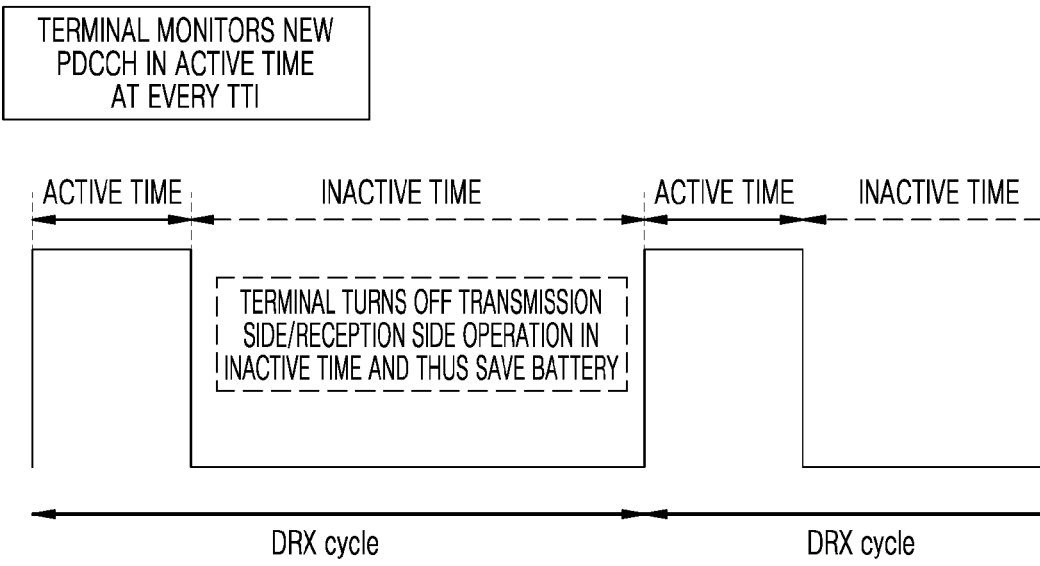 TERMINAL MONITORS NEW
PDCCH IN ACTIVE TIME
AT EVERY TTI
ACTIVE TIME
INACTIVE TIME
ACTIVE TIME
INACTIVE TIME
TERMINAL TURNS OFF TRANSMISSION
SIDE/RECEPTION SIDE OPERATION IN
INACTIVE TIME AND THUS SAVE BATTERY
DRX cycle
DRX cycle